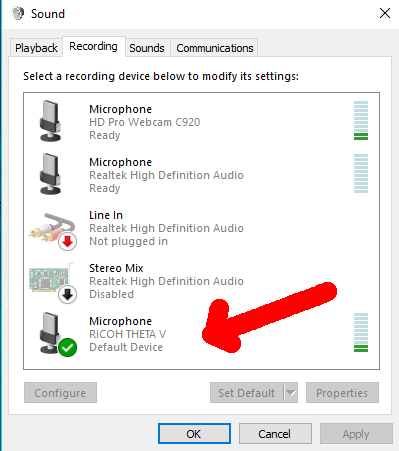 Sound
Playback Recording Sounds Communications
Select a recording device below to modify its settings:
Microphone
HD Pro Webcam C920
Ready
Microphone
Realtek High Definition Audio
Ready
Line In
Realtek High Definition Audio
Not plugged in
Stereo Mix
Realtek High Definition Audio
Disabled
Microphone
RICOH THETA V
Default Device
Configure Set Default Properties
OK Cancel Apply